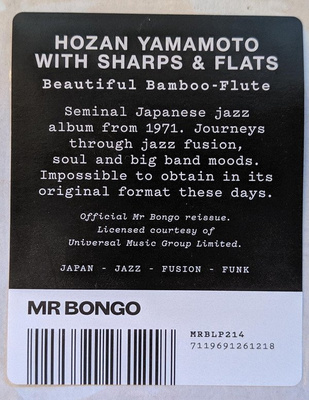 HOZAN YAMAMOTO
WITH SHARPS & FLATS
Beautiful Bamboo-Flute
Seminal Japanese jazz
album from 1971. Journeys
through jazz fusion,
soul and big band moods.
Impossible to obtain in its
original format these days.
Official Mr Bongo reissue.
Licensed courtesy of
Universal Music Group Limited.
JAPAN - JAZZ - FUSION - FUNK
MR BONGO
MRBLP214
7119691261218